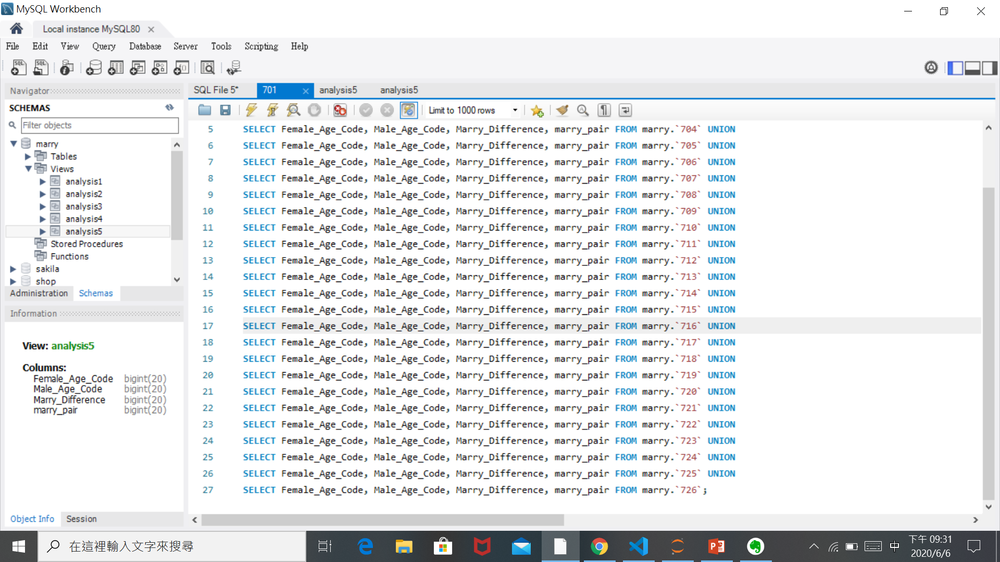 MySQL Workbench
Local instance MySQL80
File Edit View Query Database Server Tools Scripting Help
Navigator
SCHEMAS
Filter objects
marry
Tables
Views
analysis1
analysis2
analysis3
analysis4
analysis5
Stored Procedures
Functions
sakila
shop
Administration Schemas
Information
View: analysis5
Columns:
Female_Age_Code bigint(20)
Male_Age_Code bigint(20)
Marry_Difference bigint(20)
marry_pair bigint(20)
Object Info Session
SQL File 5* 701 analysis5 analysis5
Limit to 1000 rows
5 SELECT Female_Age_Code, Male_Age_Code, Marry_Difference, marry_pair FROM marry.`704` UNION
6 SELECT Female_Age_Code, Male_Age_Code, Marry_Difference, marry_pair FROM marry.`705` UNION
7 SELECT Female_Age_Code, Male_Age_Code, Marry_Difference, marry_pair FROM marry.`706` UNION
8 SELECT Female_Age_Code, Male_Age_Code, Marry_Difference, marry_pair FROM marry.`707` UNION
9 SELECT Female_Age_Code, Male_Age_Code, Marry_Difference, marry_pair FROM marry.`708` UNION
10 SELECT Female_Age_Code, Male_Age_Code, Marry_Difference, marry_pair FROM marry.`709` UNION
11 SELECT Female_Age_Code, Male_Age_Code, Marry_Difference, marry_pair FROM marry.`710` UNION
12 SELECT Female_Age_Code, Male_Age_Code, Marry_Difference, marry_pair FROM marry.`711` UNION
13 SELECT Female_Age_Code, Male_Age_Code, Marry_Difference, marry_pair FROM marry.`712` UNION
14 SELECT Female_Age_Code, Male_Age_Code, Marry_Difference, marry_pair FROM marry.`713` UNION
15 SELECT Female_Age_Code, Male_Age_Code, Marry_Difference, marry_pair FROM marry.`714` UNION
16 SELECT Female_Age_Code, Male_Age_Code, Marry_Difference, marry_pair FROM marry.`715` UNION
17 SELECT Female_Age_Code, Male_Age_Code, Marry_Difference, marry_pair FROM marry.`716` UNION
18 SELECT Female_Age_Code, Male_Age_Code, Marry_Difference, marry_pair FROM marry.`717` UNION
19 SELECT Female_Age_Code, Male_Age_Code, Marry_Difference, marry_pair FROM marry.`718` UNION
20 SELECT Female_Age_Code, Male_Age_Code, Marry_Difference, marry_pair FROM marry.`719` UNION
21 SELECT Female_Age_Code, Male_Age_Code, Marry_Difference, marry_pair FROM marry.`720` UNION
22 SELECT Female_Age_Code, Male_Age_Code, Marry_Difference, marry_pair FROM marry.`721` UNION
23 SELECT Female_Age_Code, Male_Age_Code, Marry_Difference, marry_pair FROM marry.`722` UNION
24 SELECT Female_Age_Code, Male_Age_Code, Marry_Difference, marry_pair FROM marry.`723` UNION
25 SELECT Female_Age_Code, Male_Age_Code, Marry_Difference, marry_pair FROM marry.`724` UNION
26 SELECT Female_Age_Code, Male_Age_Code, Marry_Difference, marry_pair FROM marry.`725` UNION
27 SELECT Female_Age_Code, Male_Age_Code, Marry_Difference, marry_pair FROM marry.`726`;
在這裡輸入文字來搜尋
中
下午 09:31
2020/6/6